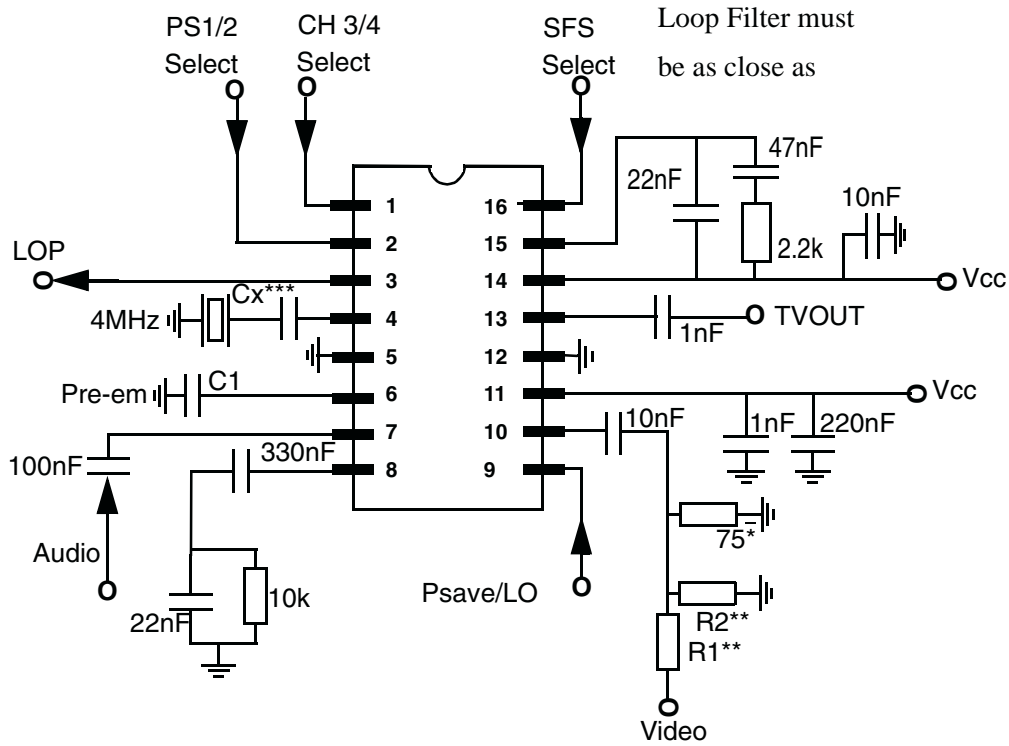 PS1/2
Select
CH 3/4
Select
SFS
Select
Loop Filter must
be as close as
47nF
22nF
10nF
2.2k
1
16
2
15
LOP
3
14
Vcc
Cx***
4MHz
4
13
1nF
TVOUT
5
12
Pre-em
C1
6
11
Vcc
10nF
1nF
220nF
7
10
100nF
330nF
8
9
75*
Audio
Psave/LO
22nF
10k
R2**
R1**
Video